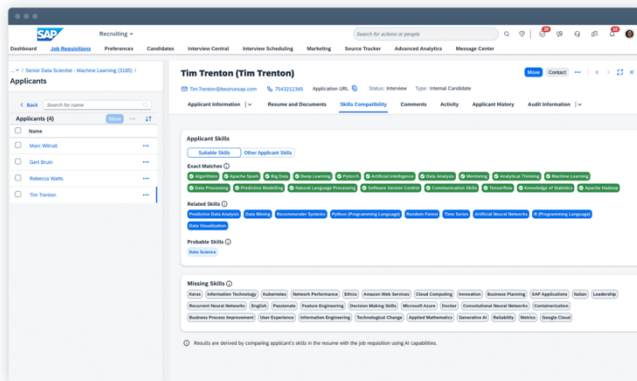 SAP
Recruiting
Search for actions or people
Dashboard Job Requisitions Preferences Candidates Interview Central Interview Scheduling Marketing Source Tracker Advanced Analytics Message Center
... / Senior Data Scientist - Machine Learning (3185) /
Applicants
Back Search for name
Applicants (4) Move
Name
Marc Wilmall
Gert Bruin
Rebecca Watts
Tim Trenton
Tim Trenton (Tim Trenton)
Move Contact
Tim.Trenton@bestrunsap.com 7543212345 Application URL Status: Interview Type: Internal Candidate
Applicant Information Resume and Documents Skills Compatibility Comments Activity Applicant History Audit Information
Applicant Skills
Suitable Skills Other Applicant Skills
Exact Matches
Algorithms Apache Spark Big Data Deep Learning Pytorch Artificial Intelligence Data Analysis Mentoring Analytical Thinking Machine Learning
Data Processing Predictive Modelling Natural Language Processing Software Version Control Communication Skills Tensorflow Knowledge of Statistics Apache Hadoop
Related Skills
Predictive Data Analysis Data Mining Recommender Systems Python (Programming Language) Random Forest Time Series Artificial Neural Networks R (Programming Language)
Data Visualization
Probable Skills
Data Science
Missing Skills
Keras Information Technology Kubernetes Network Performance Ethics Amazon Web Services Cloud Computing Innovation Business Planning SAP Applications Italian Leadership
Recurrent Neural Networks English Passionate Feature Engineering Decision Making Skills Microsoft Azure Docker Convolutional Neural Networks Containerization
Business Process Improvement User Experience Information Engineering Technological Change Applied Mathematics Generative AI Reliability Metrics Google Cloud
Results are derived by comparing applicant's skills in the resume with the job requisition using AI capabilities.